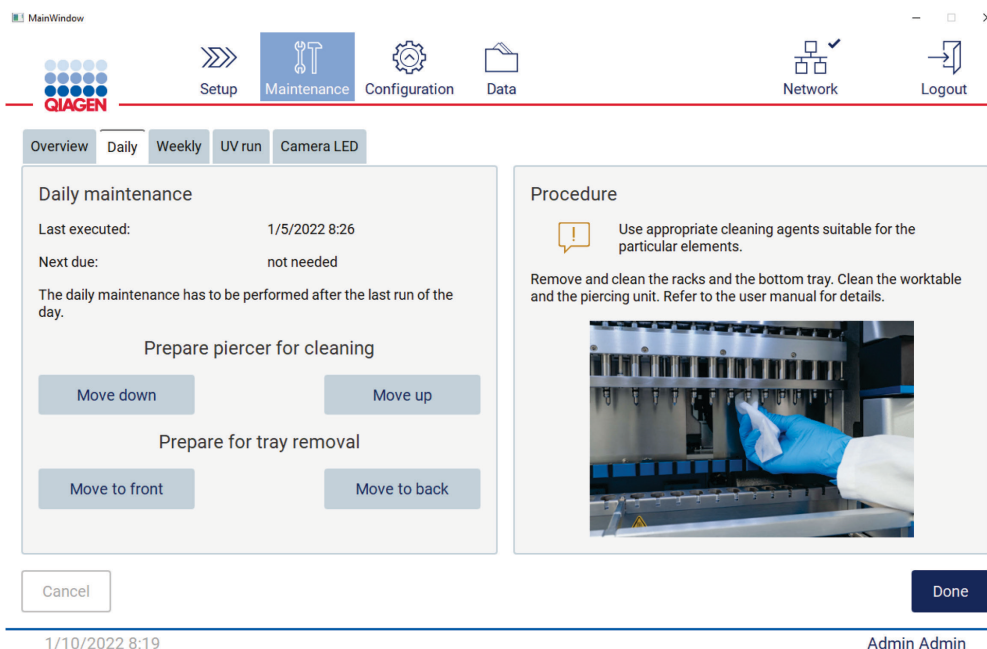 MainWindow
QIAGEN
Setup
Maintenance
Configuration
Data
Network
Logout
Overview
Daily
Weekly
UV run
Camera LED
Daily maintenance
Last executed: 1/5/2022 8:26
Next due: not needed
The daily maintenance has to be performed after the last run of the
day.
Prepare piercer for cleaning
Move down
Move up
Prepare for tray removal
Move to front
Move to back
Procedure
Use appropriate cleaning agents suitable for the
particular elements.
Remove and clean the racks and the bottom tray. Clean the worktable
and the piercing unit. Refer to the user manual for details.
Cancel
Done
1/10/2022 8:19
Admin Admin